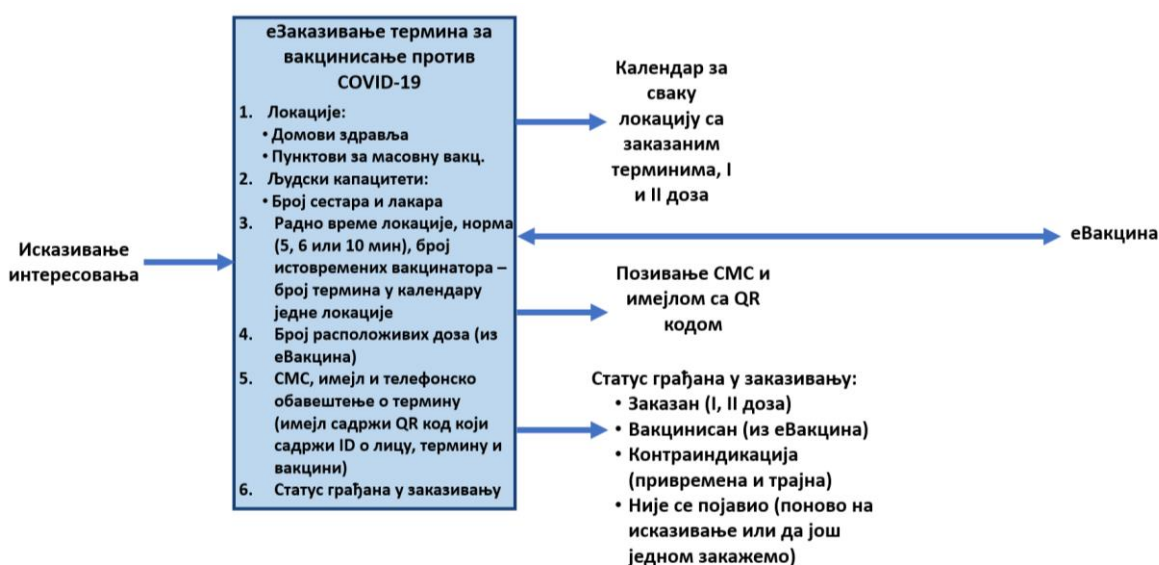 Исказивање
интересовања
еЗаказивање термина за
вакцинисање против
COVID-19
1. Локације:
• Домови здравља
• Пунктови за масовну вакц.
2. Људски капацитети:
• Број сестара и лакара
3. Радно време локације, норма
(5, 6 или 10 мин), број
истовремених вакцинатора –
број термина у календару
једне локације
4. Број расположивих доза (из
еВакцина)
5. СМС, имејл и телефонско
обавештење о термину
(имејл садржи QR код који
садржи ID о лицу, термину и
вакцини)
6. Статус грађана у заказивању
Календар за
сваку
локацију са
заказаним
терминима, I
и II доза
еВакцина
Позивање СМС и
имејлом са QR
кодом
Статус грађана у заказивању:
• Заказан (I, II доза)
• Вакцинисан (из еВакцина)
• Контраиндикација
(привремена и трајна)
• Није се појавио (поново на
исказивање или да још
једном закажемо)